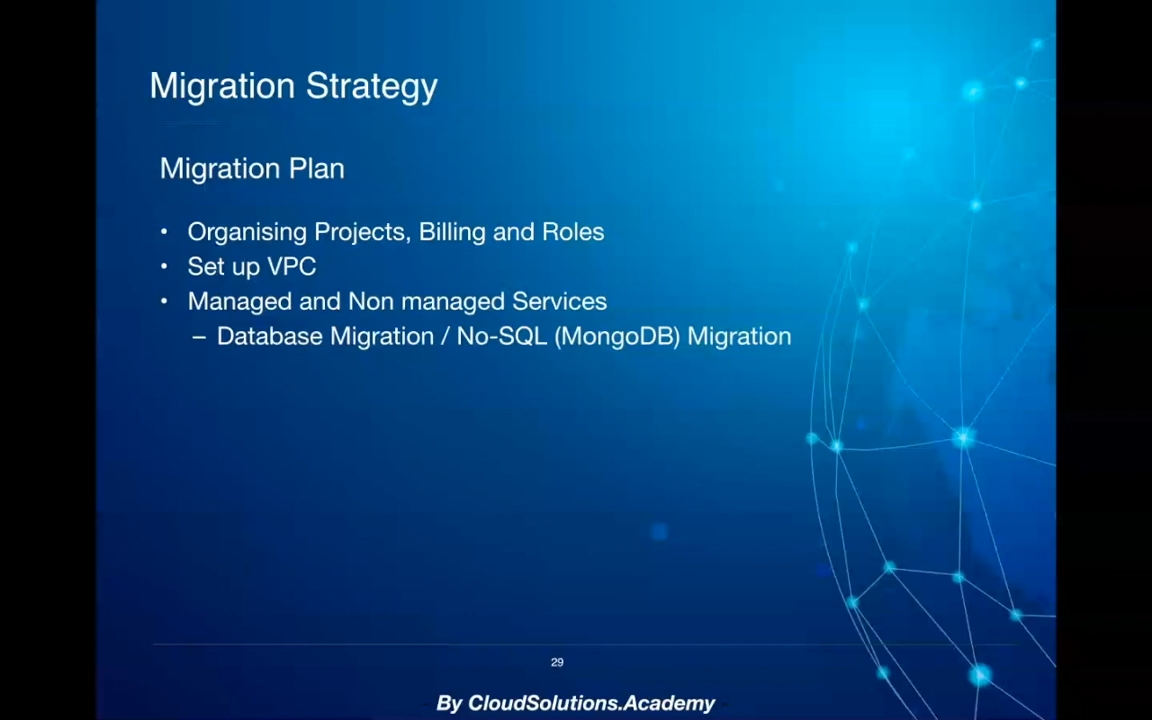 Migration Strategy
Migration Plan
• Organising Projects, Billing and Roles
• Set up VPC
• Managed and Non managed Services
– Database Migration / No-SQL (MongoDB) Migration
29
By CloudSolutions.Academy